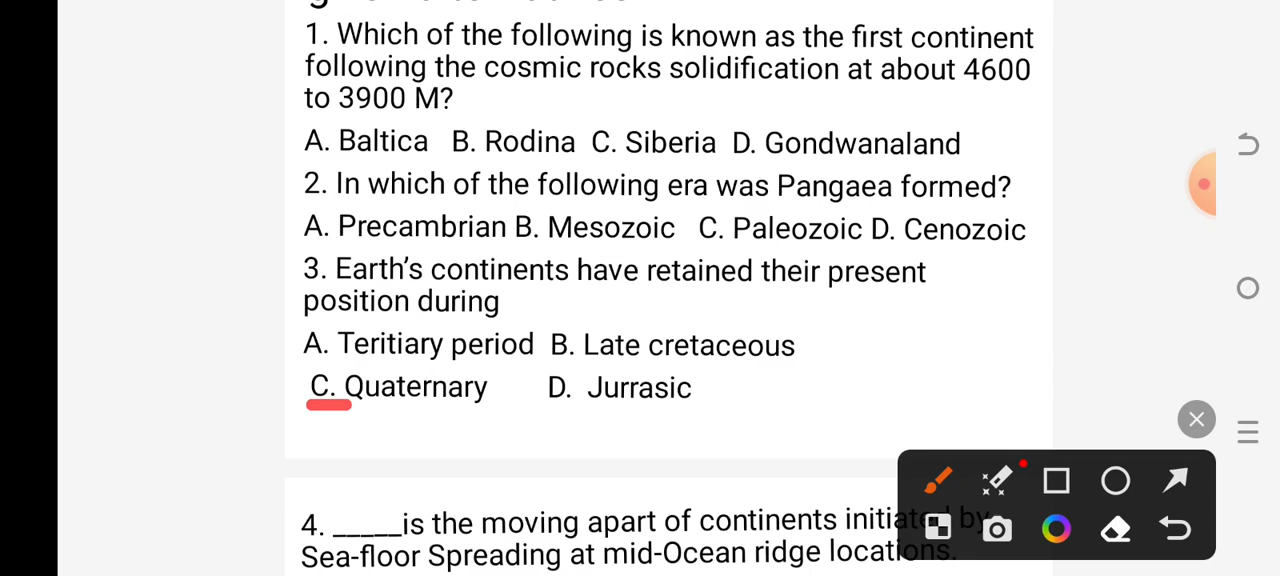 1. Which of the following is known as the first continent
following the cosmic rocks solidification at about 4600
to 3900 M?
A. Baltica B. Rodina C. Siberia D. Gondwanaland
2. In which of the following era was Pangaea formed?
A. Precambrian B. Mesozoic C. Paleozoic D. Cenozoic
3. Earth's continents have retained their present
position during
A. Teritiary period B. Late cretaceous
C. Quaternary D. Jurrasic
4. _____is the moving apart of continents initiated by
Sea-floor Spreading at mid-Ocean ridge locations.